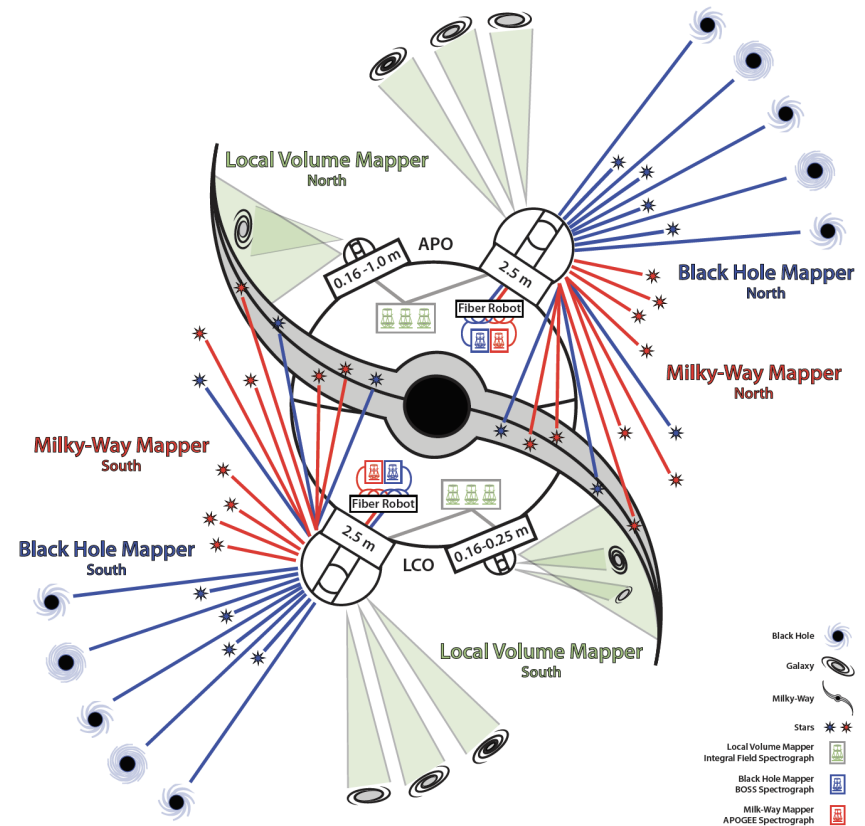 Local Volume Mapper
North
APO
0.16 -1.0 m
2.5 m
Fiber Robot
Black Hole Mapper
North
Milky-Way Mapper
North
Milky-Way Mapper
South
Fiber Robot
2.5 m
LCO
0.16-0.25 m
Black Hole Mapper
South
Local Volume Mapper
South
Black Hole
Galaxy
Milky-Way
Stars
Local Volume Mapper
Integral Field Spectrograph
Black Hole Mapper
BOSS Spectrograph
Milk-Way Mapper
APOGEE Spectrograph